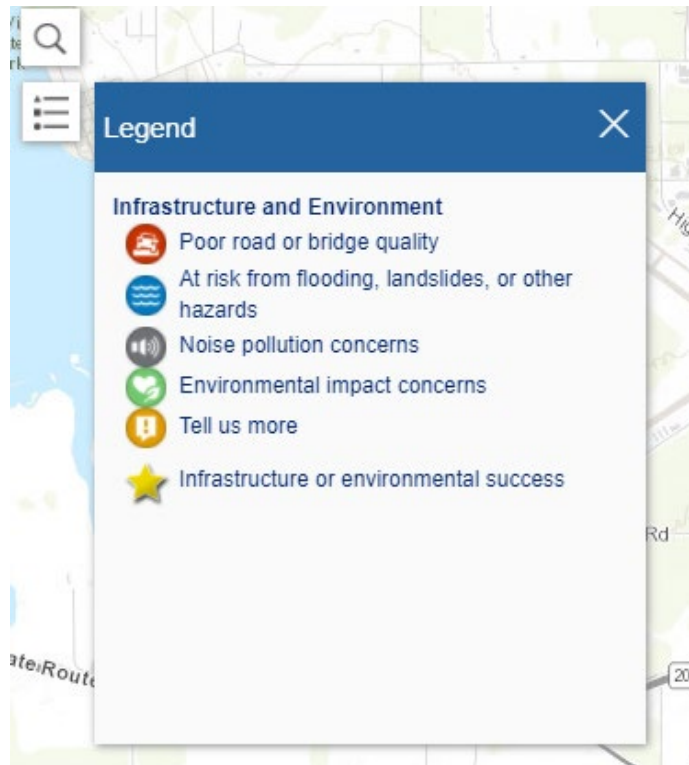 Legend
Infrastructure and Environment
Poor road or bridge quality
At risk from flooding, landslides, or other
hazards
Noise pollution concerns
Environmental impact concerns
Tell us more
Infrastructure or environmental success
Rd
20